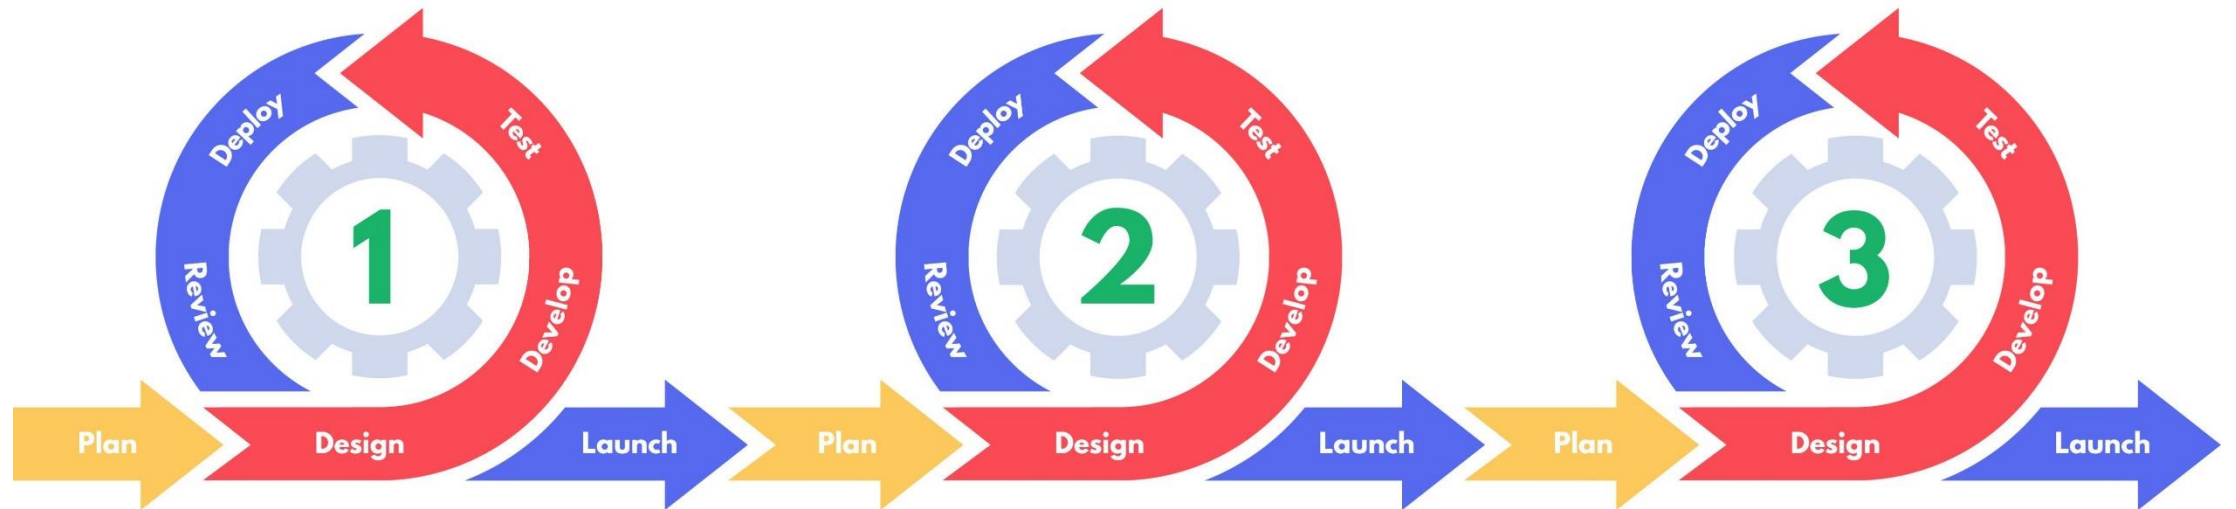 Plan
Design
Develop
Test
Deploy
Review
Launch
1
Plan
Design
Develop
Test
Deploy
Review
Launch
2
Plan
Design
Develop
Test
Deploy
Review
Launch
3